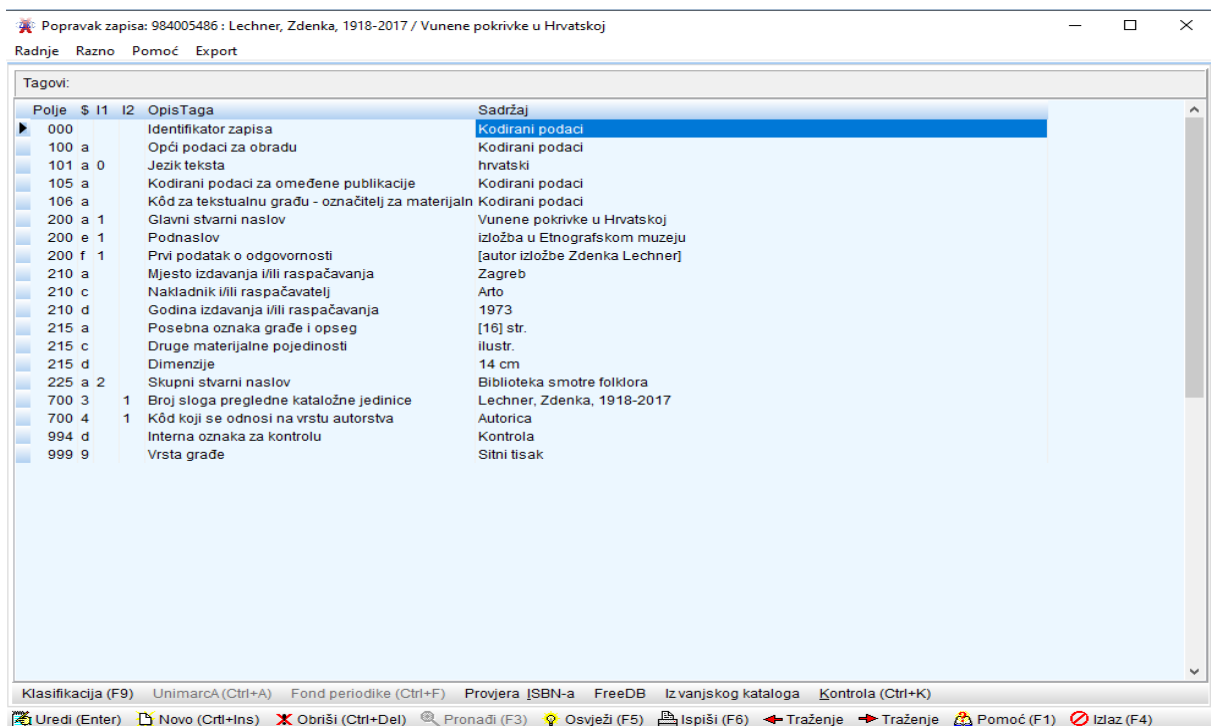 Popravak zapisa: 984005486 : Lechner, Zdenka, 1918-2017 / Vunene pokrivke u Hrvatskoj
Radnje Razno Pomoć Export
Tagovi:
Polje $ I1 I2 OpisTaga Sadržaj
000 Identifikator zapisa Kodirani podaci
100 a Opći podaci za obradu Kodirani podaci
101 a 0 Jezik teksta hrvatski
105 a Kodirani podaci za omeđene publikacije Kodirani podaci
106 a Kôd za tekstualnu građu - označitelj za materijaln Kodirani podaci
200 a 1 Glavni stvarni naslov Vunene pokrivke u Hrvatskoj
200 e 1 Podnaslov izložba u Etnografskom muzeju
200 f 1 Prvi podatak o odgovornosti [autor izložbe Zdenka Lechner]
210 a Mjesto izdavanja i/ili raspačavanja Zagreb
210 c Nakladnik i/ili raspačavatelj Arto
210 d Godina izdavanja i/ili raspačavanja 1973
215 a Posebna oznaka građe i opseg [16] str.
215 c Druge materijalne pojedinosti ilustr.
215 d Dimenzije 14 cm
225 a 2 Skupni stvarni naslov Biblioteka smotre folklora
700 3 1 Broj sloga pregledne kataložne jedinice Lechner, Zdenka, 1918-2017
700 4 1 Kôd koji se odnosi na vrstu autorstva Autorica
994 d Interna oznaka za kontrolu Kontrola
999 9 Vrsta građe Sitni tisak
Klasifikacija (F9) UnimarcA (Ctrl+A) Fond periodike (Ctrl+F) Provjera ISBN-a FreeDB Iz vanjskog kataloga Kontrola (Ctrl+K)
Uredi (Enter) Novo (Crtl+Ins) Obriši (Ctrl+Del) Pronađi (F3) Osvježi (F5) Ispiši (F6) Traženje Traženje Pomoć (F1) Izlaz (F4)